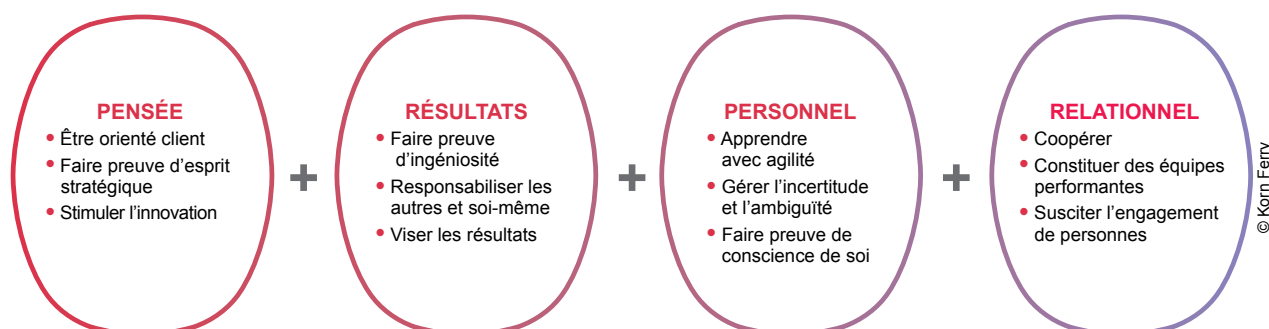 PENSÉE
• Être orienté client
• Faire preuve d’esprit
stratégique
• Stimuler l’innovation
+
RÉSULTATS
• Faire preuve
d’ingéniosité
• Responsabiliser les
autres et soi-même
• Viser les résultats
+
PERSONNEL
• Apprendre
avec agilité
• Gérer l’incertitude
et l’ambiguïté
• Faire preuve de
conscience de soi
+
RELATIONNEL
• Coopérer
• Constituer des équipes
performantes
• Susciter l’engagement
de personnes
© Korn Ferry